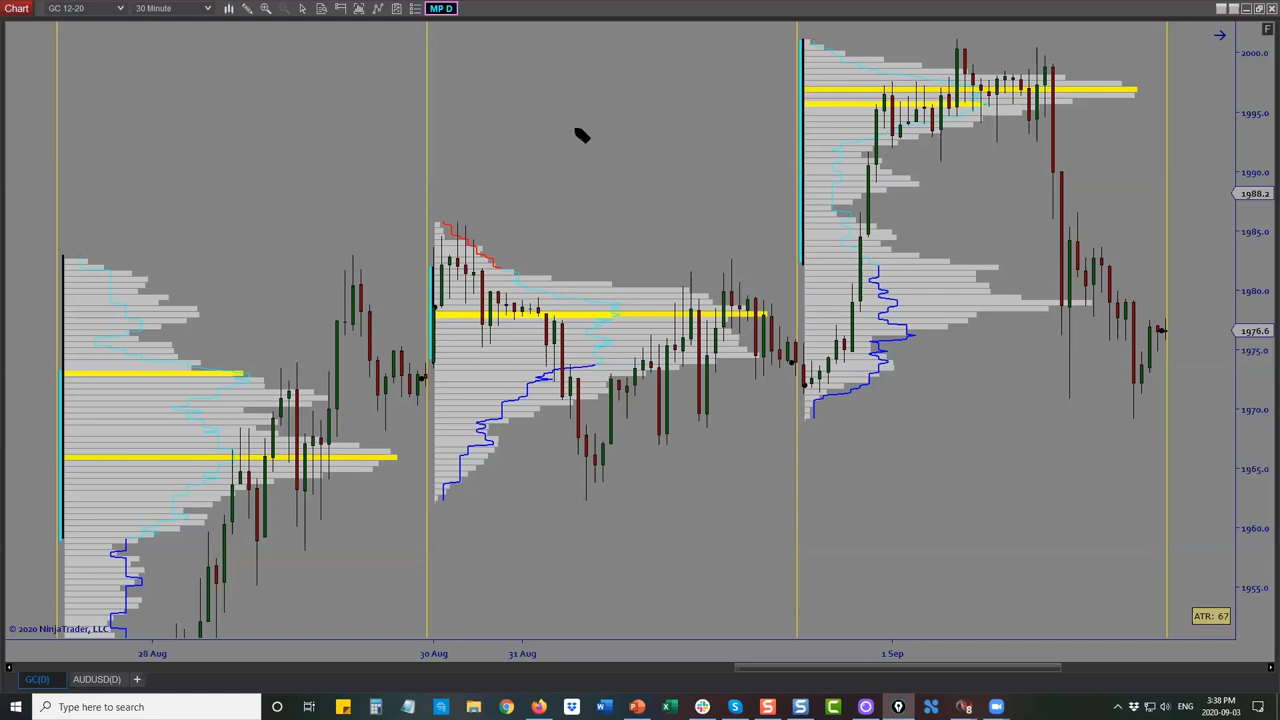 Chart GC 12-20 30 Minute MP D
F
2000.0
1995.0
1990.0
1988.2
1985.0
1980.0
1976.6
1975.0
1970.0
1965.0
1960.0
1955.0
ATR: 67
© 2020 NinjaTrader, LLC
28 Aug 30 Aug 31 Aug 1 Sep
GC(D) AUDUSD(D) +
Type here to search
ENG
3:38 PM
2020-09-03